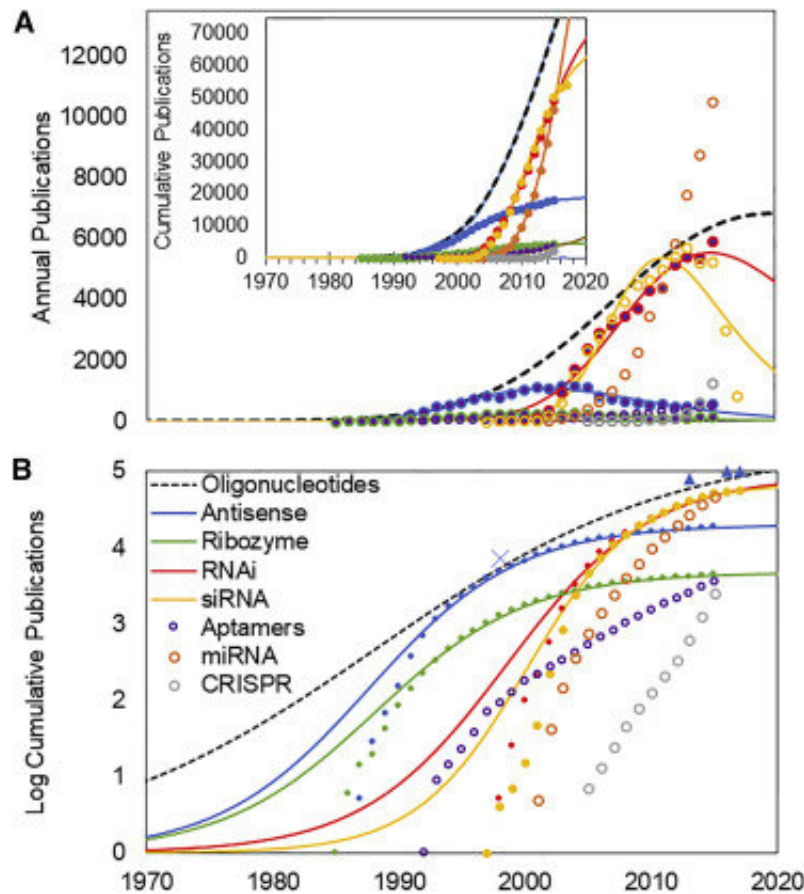 A
Annual Publications
12000
10000
8000
6000
4000
2000
0
Cumulative Publications
70000
60000
50000
40000
30000
20000
10000
0
1970 1980 1990 2000 2010 2020
B
Log Cumulative Publications
5
4
3
2
1
0
Oligonucleotides
Antisense
Ribozyme
RNAi
siRNA
Aptamers
miRNA
CRISPR
1970 1980 1990 2000 2010 2020